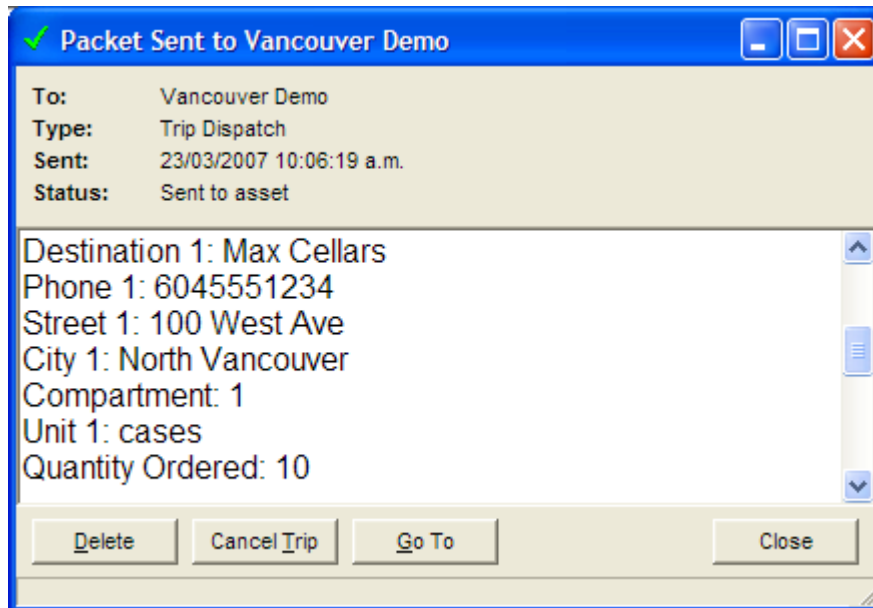 Packet Sent to Vancouver Demo
To: Vancouver Demo
Type: Trip Dispatch
Sent: 23/03/2007 10:06:19 a.m.
Status: Sent to asset
Destination 1: Max Cellars
Phone 1: 6045551234
Street 1: 100 West Ave
City 1: North Vancouver
Compartment: 1
Unit 1: cases
Quantity Ordered: 10
Delete Cancel Trip Go To Close